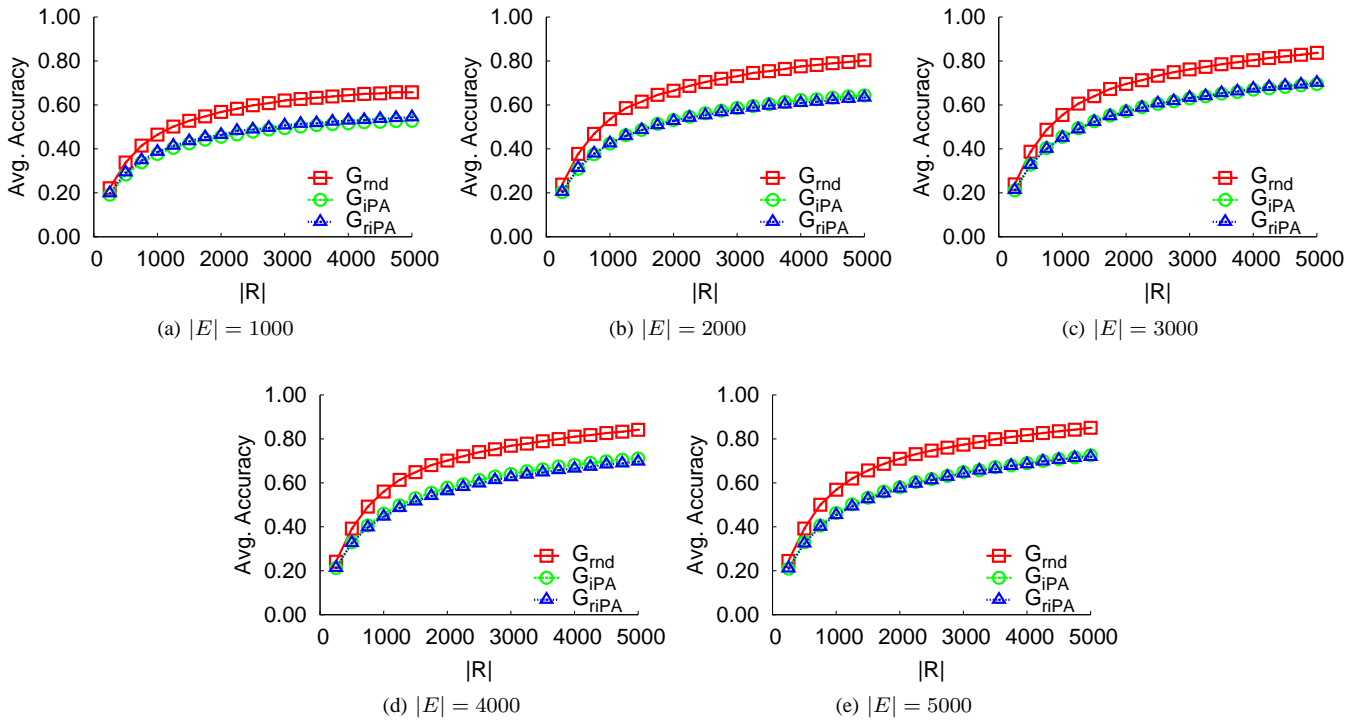 Avg. Accuracy
1.00
0.80
0.60
0.40
0.20
0.00
G_rnd
G_iPA
G_riPA
0 1000 2000 3000 4000 5000
|R|
(a) |E| = 1000
Avg. Accuracy
1.00
0.80
0.60
0.40
0.20
0.00
G_rnd
G_iPA
G_riPA
0 1000 2000 3000 4000 5000
|R|
(b) |E| = 2000
Avg. Accuracy
1.00
0.80
0.60
0.40
0.20
0.00
G_rnd
G_iPA
G_riPA
0 1000 2000 3000 4000 5000
|R|
(c) |E| = 3000
Avg. Accuracy
1.00
0.80
0.60
0.40
0.20
0.00
G_rnd
G_iPA
G_riPA
0 1000 2000 3000 4000 5000
|R|
(d) |E| = 4000
Avg. Accuracy
1.00
0.80
0.60
0.40
0.20
0.00
G_rnd
G_iPA
G_riPA
0 1000 2000 3000 4000 5000
|R|
(e) |E| = 5000